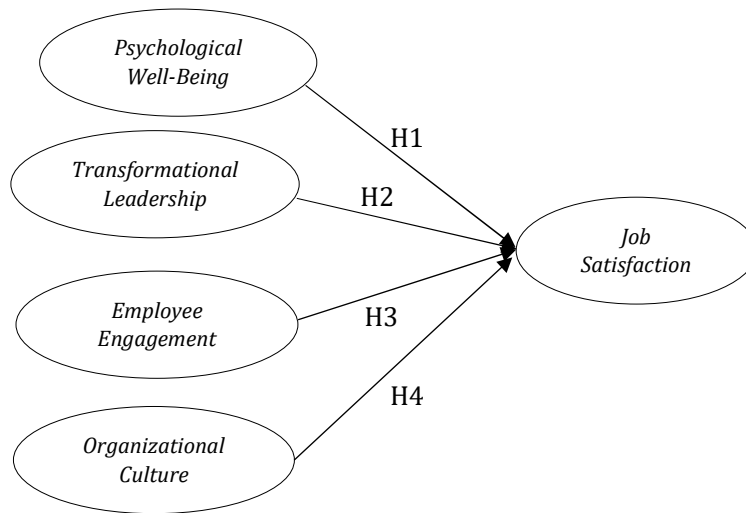 Psychological
Well-Being
H1
Transformational
Leadership
H2
Job
Satisfaction
Employee
Engagement
H3
H4
Organizational
Culture